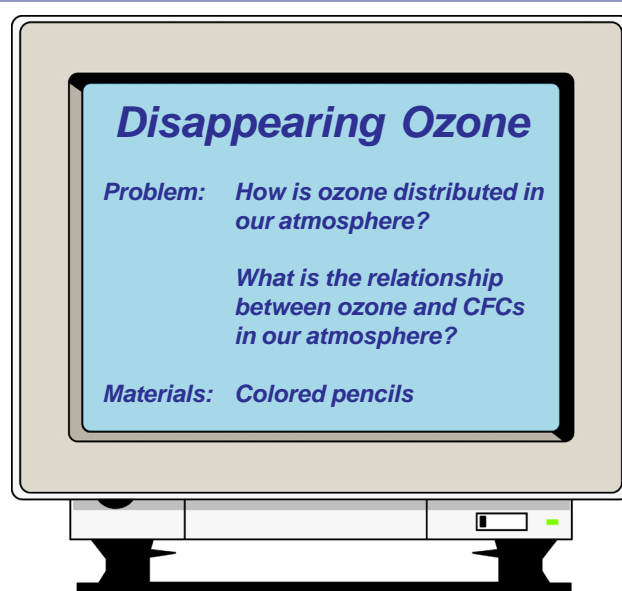 Disappearing Ozone
Problem: How is ozone distributed in
our atmosphere?
What is the relationship
between ozone and CFCs
in our atmosphere?
Materials: Colored pencils